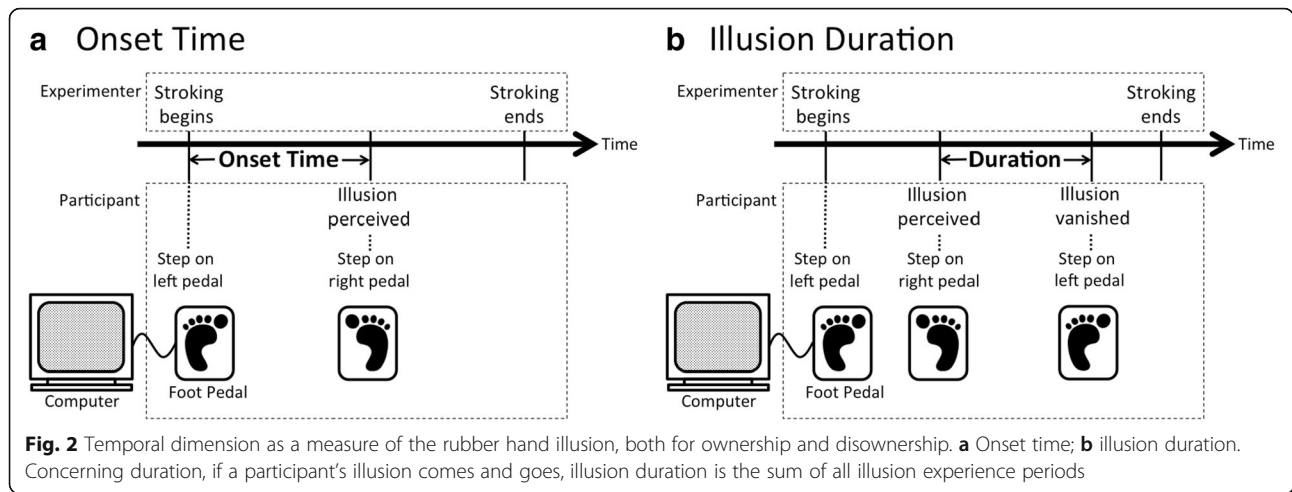 a Onset Time
Experimenter
Stroking
begins
Stroking
ends
Time
Onset Time
Participant
Illusion
perceived
Step on
left pedal
Step on
right pedal
Foot Pedal
Computer
b Illusion Duration
Experimenter
Stroking
begins
Stroking
ends
Time
Duration
Participant
Illusion
perceived
Illusion
vanished
Step on
left pedal
Step on
right pedal
Step on
left pedal
Foot Pedal
Computer
Fig. 2 Temporal dimension as a measure of the rubber hand illusion, both for ownership and disownership. a Onset time; b illusion duration.
Concerning duration, if a participant's illusion comes and goes, illusion duration is the sum of all illusion experience periods